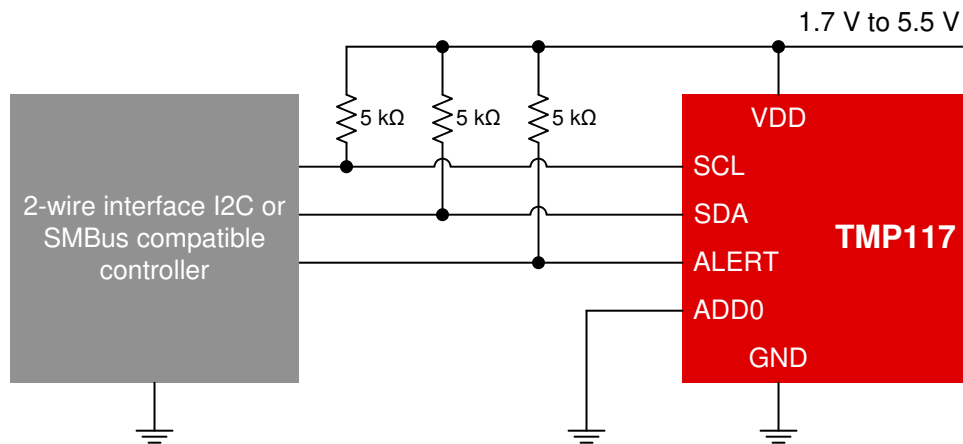 1.7 V to 5.5 V
5 kΩ
5 kΩ
5 kΩ
VDD
SCL
2-wire interface I2C or
SMBus compatible
controller
SDA
TMP117
ALERT
ADD0
GND